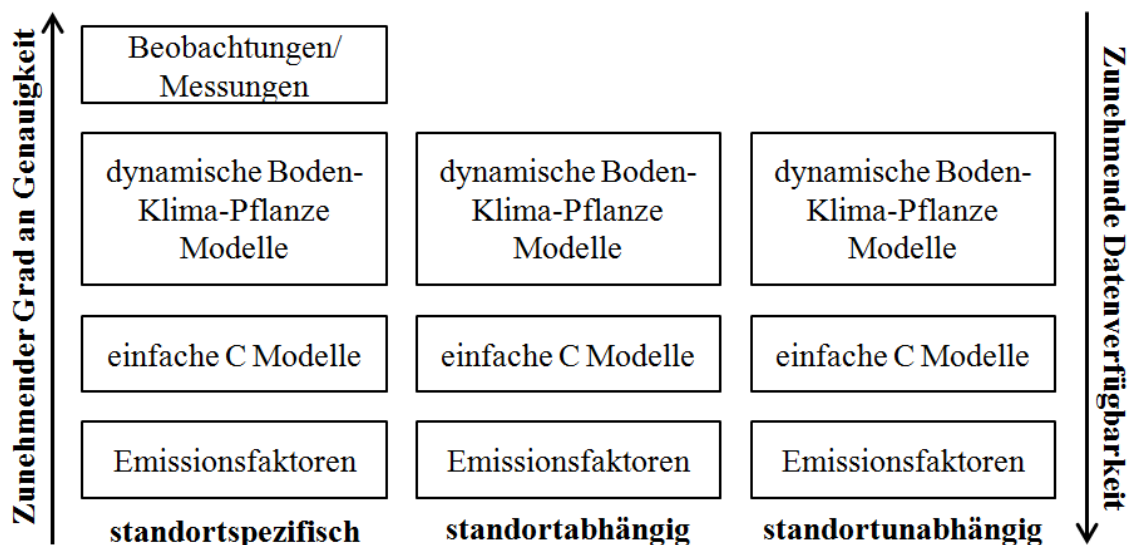 Zunehmender Grad an Genauigkeit
Beobachtungen/
Messungen
dynamische Boden-
Klima-Pflanze
Modelle
dynamische Boden-
Klima-Pflanze
Modelle
dynamische Boden-
Klima-Pflanze
Modelle
einfache C Modelle
einfache C Modelle
einfache C Modelle
Emissionsfaktoren
Emissionsfaktoren
Emissionsfaktoren
standortspezifisch
standortabhängig
standortunabhängig
Zunehmende Datenverfügbarkeit